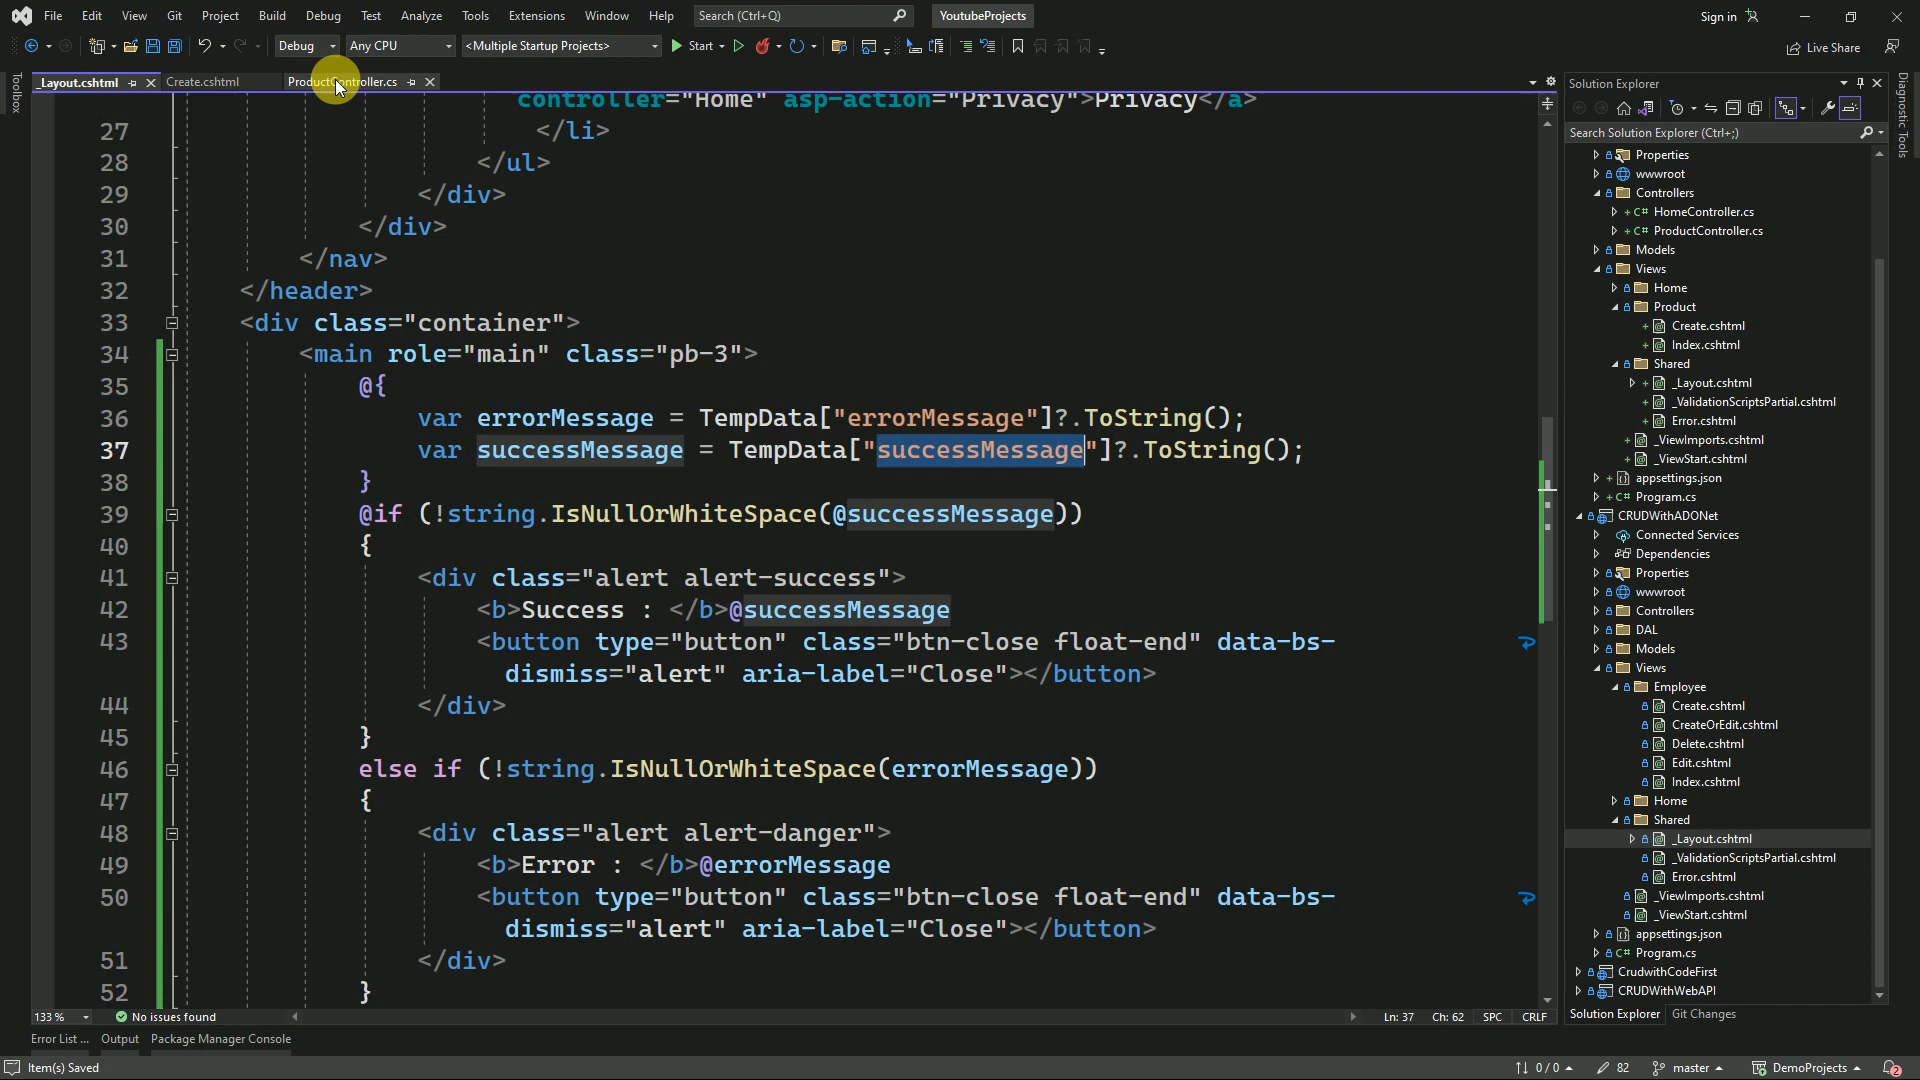 File Edit View Git Project Build Debug Test Analyze Tools Extensions Window Help Search (Ctrl+Q) YoutubeProjects Sign in
Debug Any CPU <Multiple Startup Projects> Start Live Share
Toolbox
_Layout.cshtml Create.cshtml ProductController.cs
controller="Home" asp-action="Privacy">Privacy</a>
27 </li>
28 </ul>
29 </div>
30 </div>
31 </nav>
32 </header>
33 <div class="container">
34 <main role="main" class="pb-3">
35 @{
36 var errorMessage = TempData["errorMessage"]?.ToString();
37 var successMessage = TempData["successMessage"]?.ToString();
38 }
39 @if (!string.IsNullOrWhiteSpace(@successMessage))
40 {
41 <div class="alert alert-success">
42 <b>Success : </b>@successMessage
43 <button type="button" class="btn-close float-end" data-bs-
dismiss="alert" aria-label="Close"></button>
44 </div>
45 }
46 else if (!string.IsNullOrWhiteSpace(errorMessage))
47 {
48 <div class="alert alert-danger">
49 <b>Error : </b>@errorMessage
50 <button type="button" class="btn-close float-end" data-bs-
dismiss="alert" aria-label="Close"></button>
51 </div>
52 }
133 % No issues found Ln: 37 Ch: 62 SPC CRLF
Solution Explorer
Search Solution Explorer (Ctrl+;)
Properties
wwwroot
Controllers
C# HomeController.cs
C# ProductController.cs
Models
Views
Home
Product
Create.cshtml
Index.cshtml
Shared
_Layout.cshtml
_ValidationScriptsPartial.cshtml
Error.cshtml
_ViewImports.cshtml
_ViewStart.cshtml
appsettings.json
C# Program.cs
CRUDWithADONet
Connected Services
Dependencies
Properties
wwwroot
Controllers
DAL
Models
Views
Employee
Create.cshtml
CreateOrEdit.cshtml
Delete.cshtml
Edit.cshtml
Index.cshtml
Home
Shared
_Layout.cshtml
_ValidationScriptsPartial.cshtml
Error.cshtml
_ViewImports.cshtml
_ViewStart.cshtml
appsettings.json
C# Program.cs
CrudwithCodeFirst
CRUDWithWebAPI
Solution Explorer Git Changes
Diagnostic Tools
Error List ... Output Package Manager Console
Item(s) Saved 0 / 0 82 master DemoProjects 2